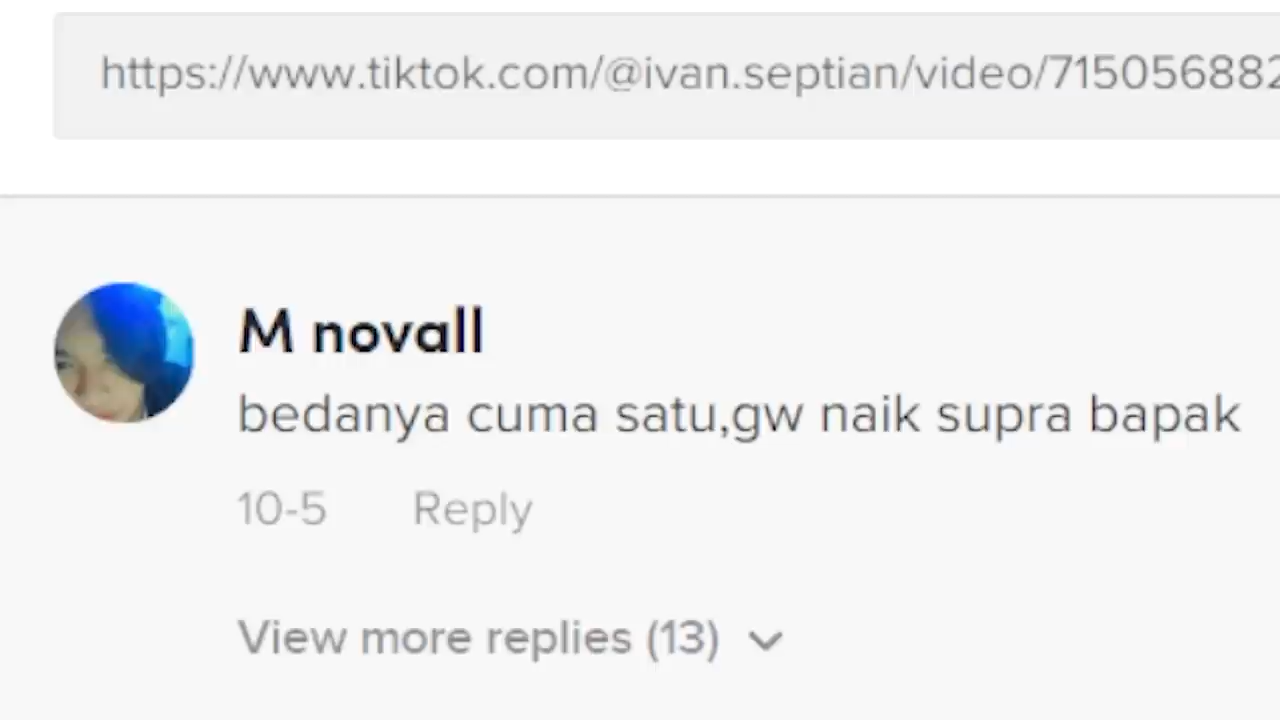 https://www.tiktok.com/@ivan.septian/video/715056882
M novall
bedanya cuma satu,gw naik supra bapak
10-5 Reply
View more replies (13)